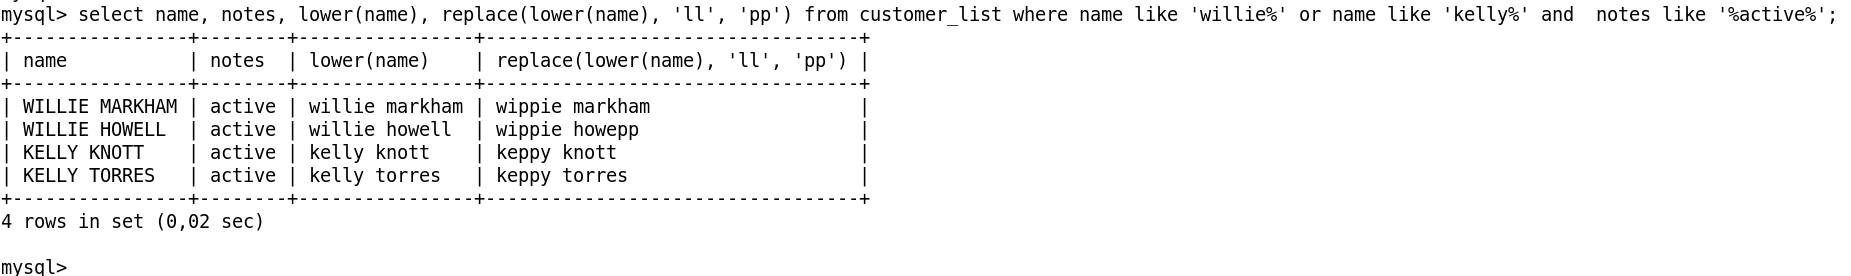 mysql> select name, notes, lower(name), replace(lower(name), 'll', 'pp') from customer_list where name like 'willie%' or name like 'kelly%' and  notes like '%active%';
+----------------+--------+----------------+----------------------------------+
| name           | notes  | lower(name)    | replace(lower(name), 'll', 'pp') |
+----------------+--------+----------------+----------------------------------+
| WILLIE MARKHAM | active | willie markham | wippie markham                   |
| WILLIE HOWELL  | active | willie howell  | wippie howepp                    |
| KELLY KNOTT    | active | kelly knott    | keppy knott                      |
| KELLY TORRES   | active | kelly torres   | keppy torres                     |
+----------------+--------+----------------+----------------------------------+
4 rows in set (0,02 sec)

mysql>